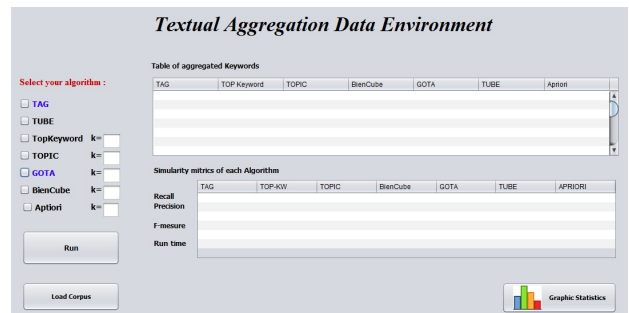 Textual Aggregation Data Environment
Table of aggregated Keywords
Select your algorithm :
TAG TOP Keyword TOPIC BienCube GOTA TUBE Apriori
TAG
TUBE
TopKeyword k=
TOPIC k=
GOTA k=
BienCube k=
Aptiori k=
Simularity mitrics of each Algorithm
TAG TOP-KW TOPIC BienCube GOTA TUBE APRIORI
Recall
Precision
F-mesure
Run time
Run
Load Corpus
Graphic Statistics